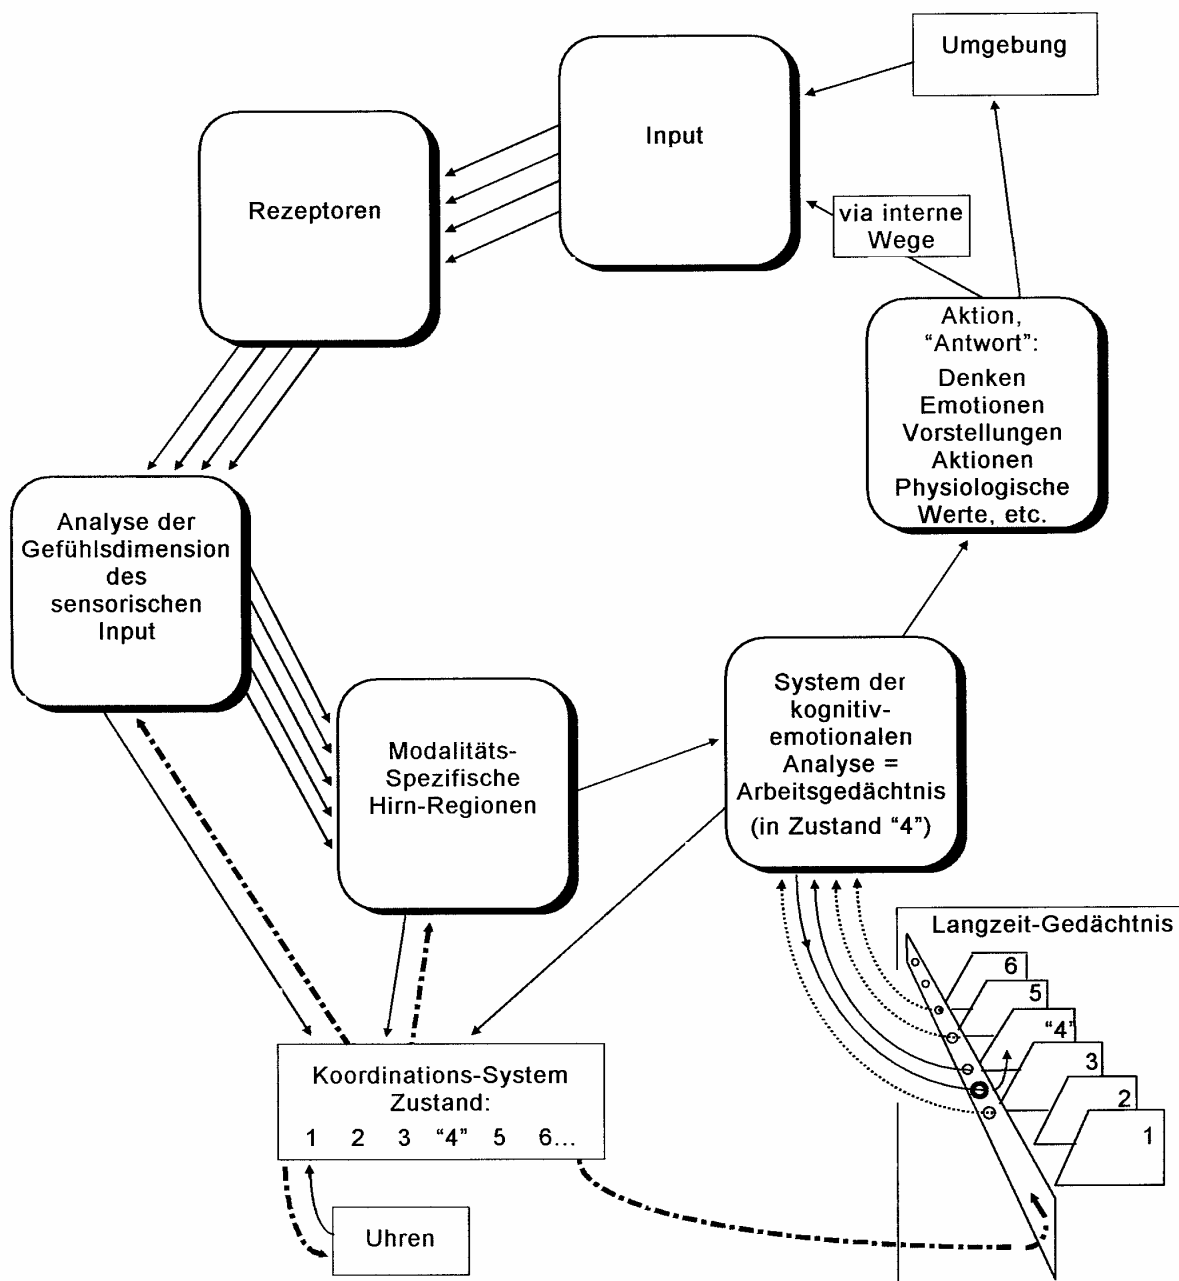 Umgebung
Input
Rezeptoren
via interne
Wege
Aktion,
“Antwort”:
Denken
Emotionen
Vorstellungen
Aktionen
Physiologische
Werte, etc.
Analyse der
Gefühlsdimension
des
sensorischen
Input
Modalitäts-
Spezifische
Hirn-Regionen
System der
kognitiv-
emotionalen
Analyse =
Arbeitsgedächtnis
(in Zustand “4”)
Langzeit-Gedächtnis
6
5
“4”
3
2
1
Koordinations-System
Zustand:
1 2 3 “4” 5 6...
Uhren